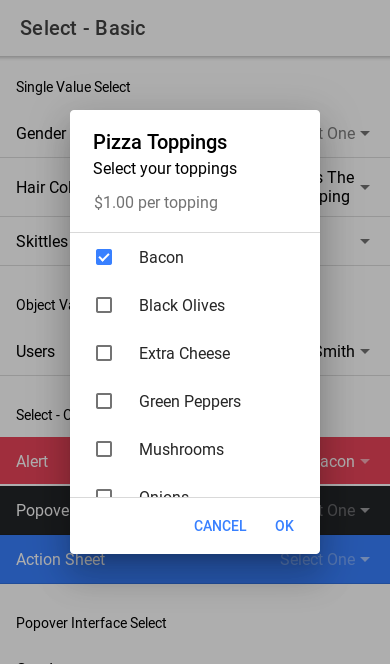 Select - Basic
Single Value Select
Gender
t One
Hair Col
s The
ping
Skittles
Object Va
Users
Smith
Select - C
Alert
acon
Popove
t One
Action Sheet
Select One
Popover Interface Select
Pizza Toppings
Select your toppings
$1.00 per topping
Bacon
Black Olives
Extra Cheese
Green Peppers
Mushrooms
Onions
CANCEL OK